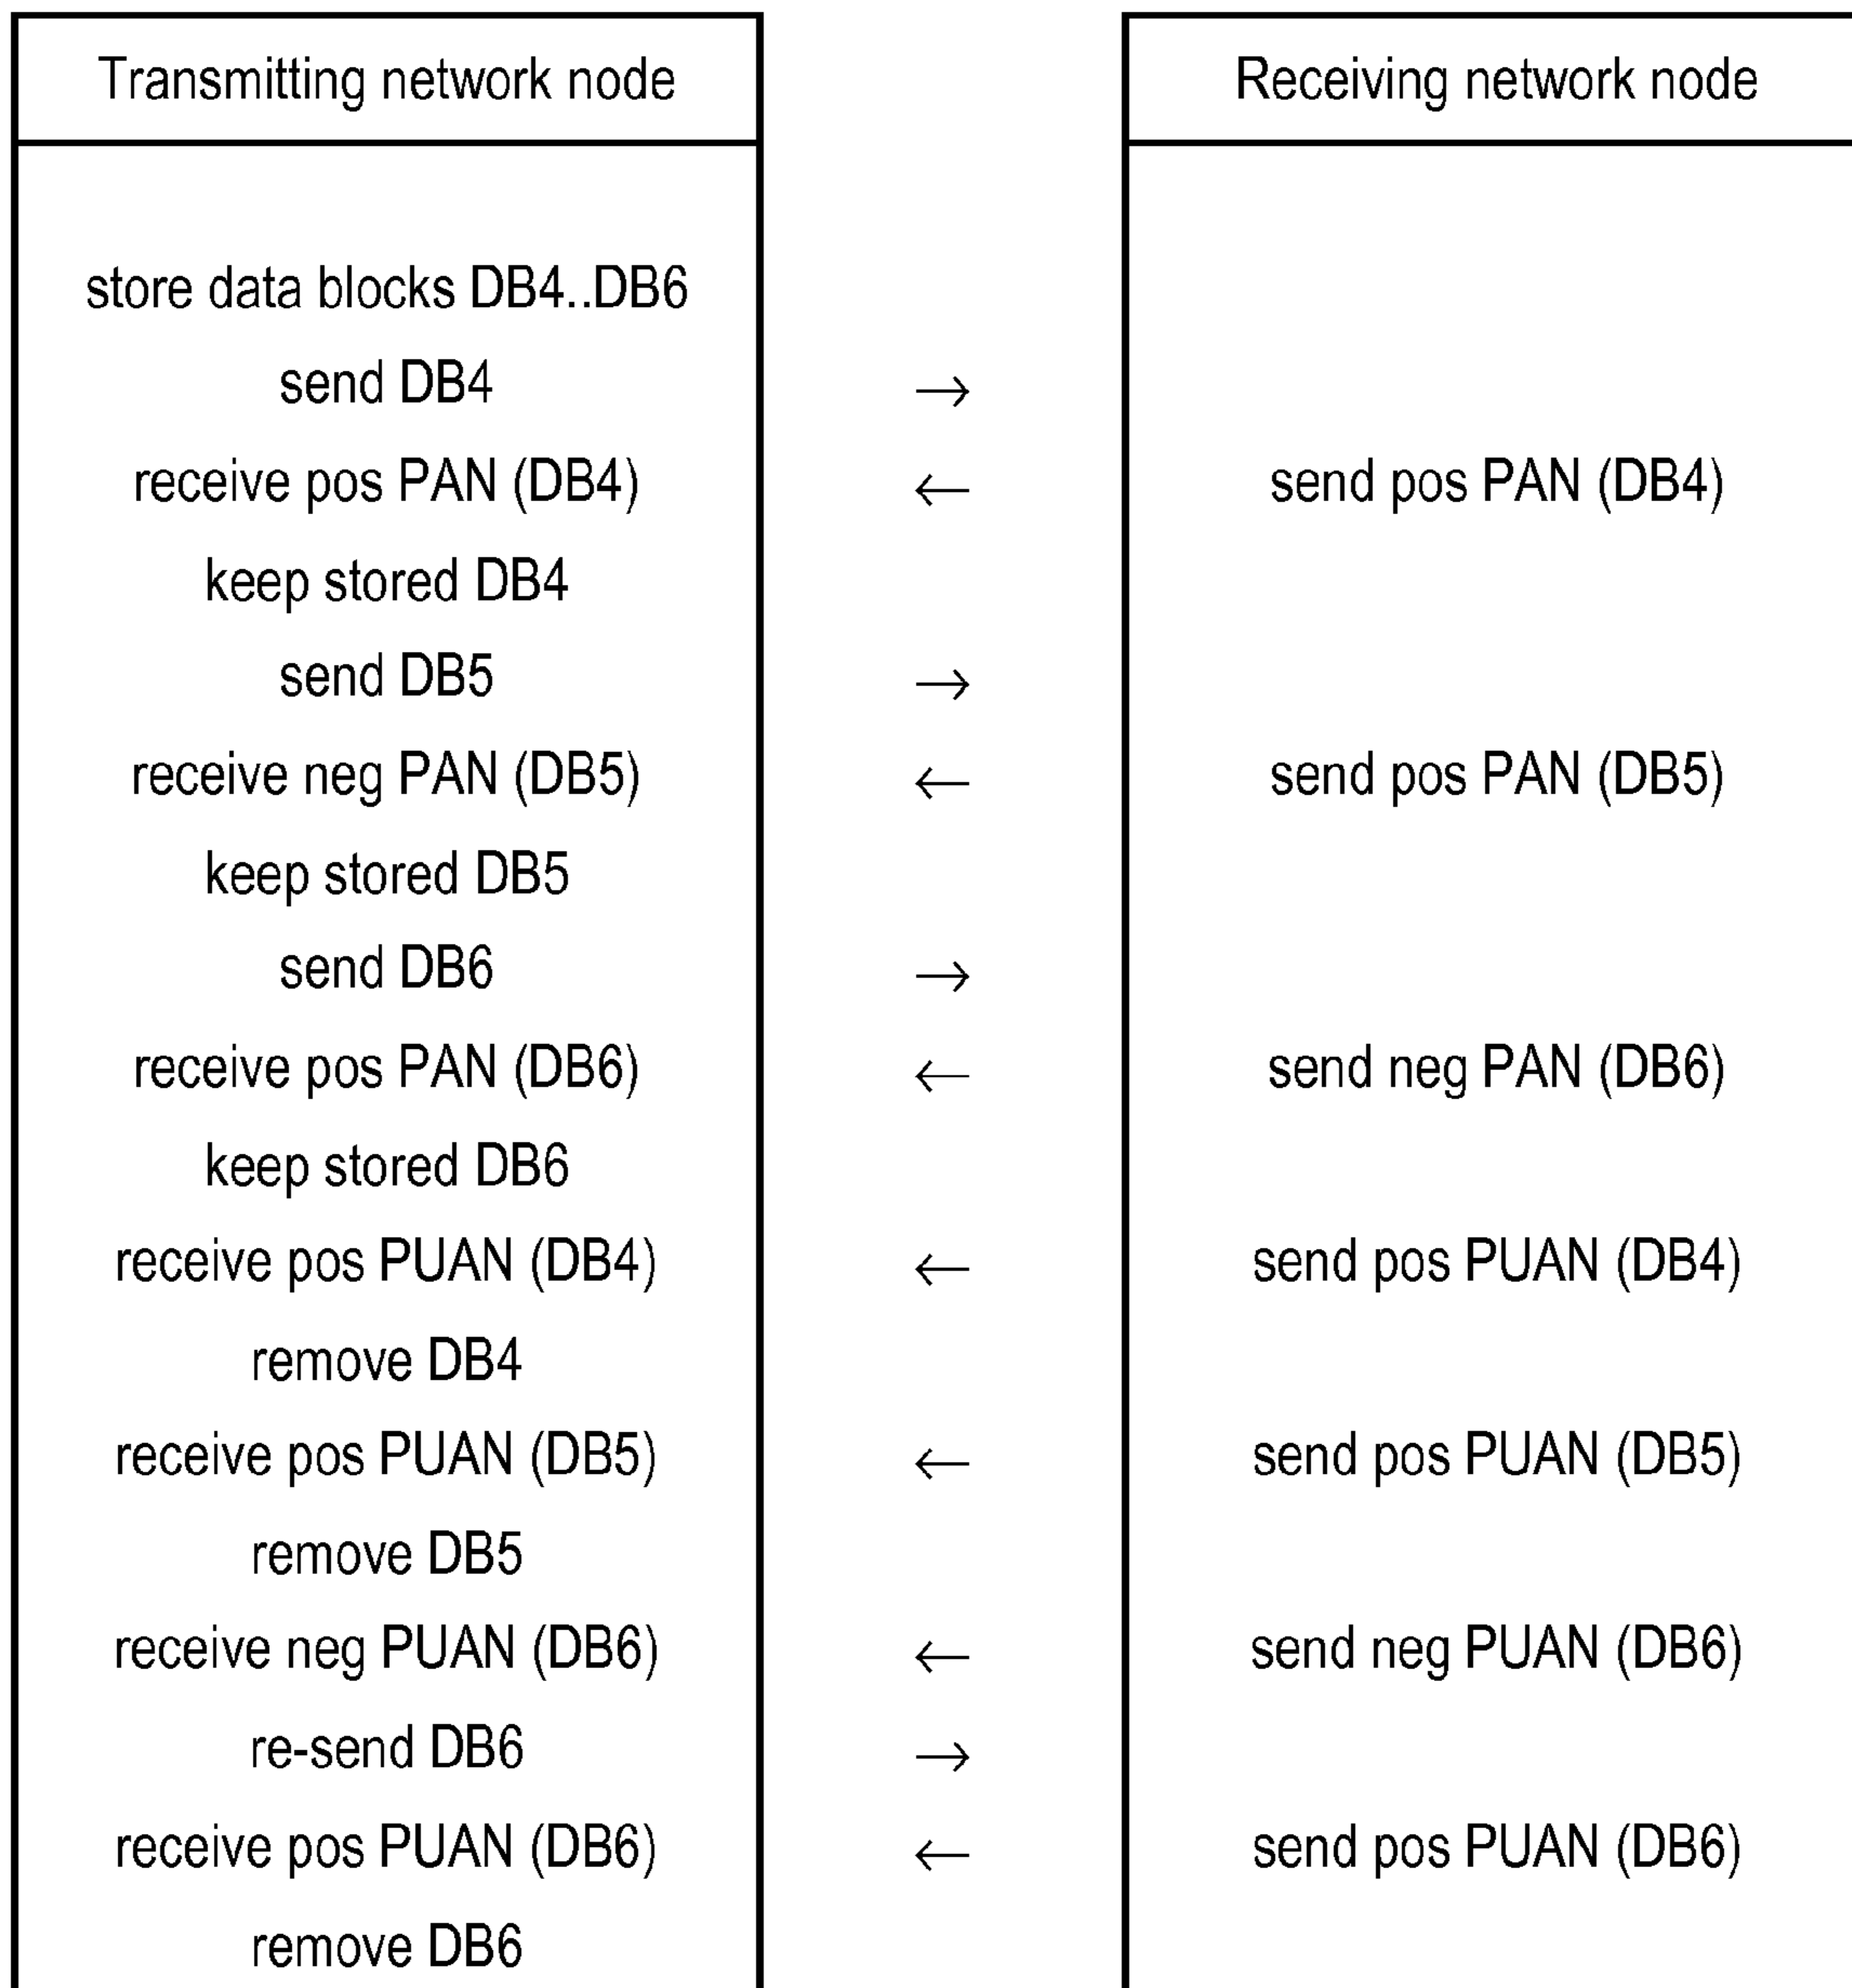 Transmitting network node
Receiving network node
store data blocks DB4..DB6
send DB4
→
receive pos PAN (DB4)
←
send pos PAN (DB4)
keep stored DB4
send DB5
→
receive neg PAN (DB5)
←
send pos PAN (DB5)
keep stored DB5
send DB6
→
receive pos PAN (DB6)
←
send neg PAN (DB6)
keep stored DB6
receive pos PUAN (DB4)
←
send pos PUAN (DB4)
remove DB4
receive pos PUAN (DB5)
←
send pos PUAN (DB5)
remove DB5
receive neg PUAN (DB6)
←
send neg PUAN (DB6)
re-send DB6
→
receive pos PUAN (DB6)
←
send pos PUAN (DB6)
remove DB6